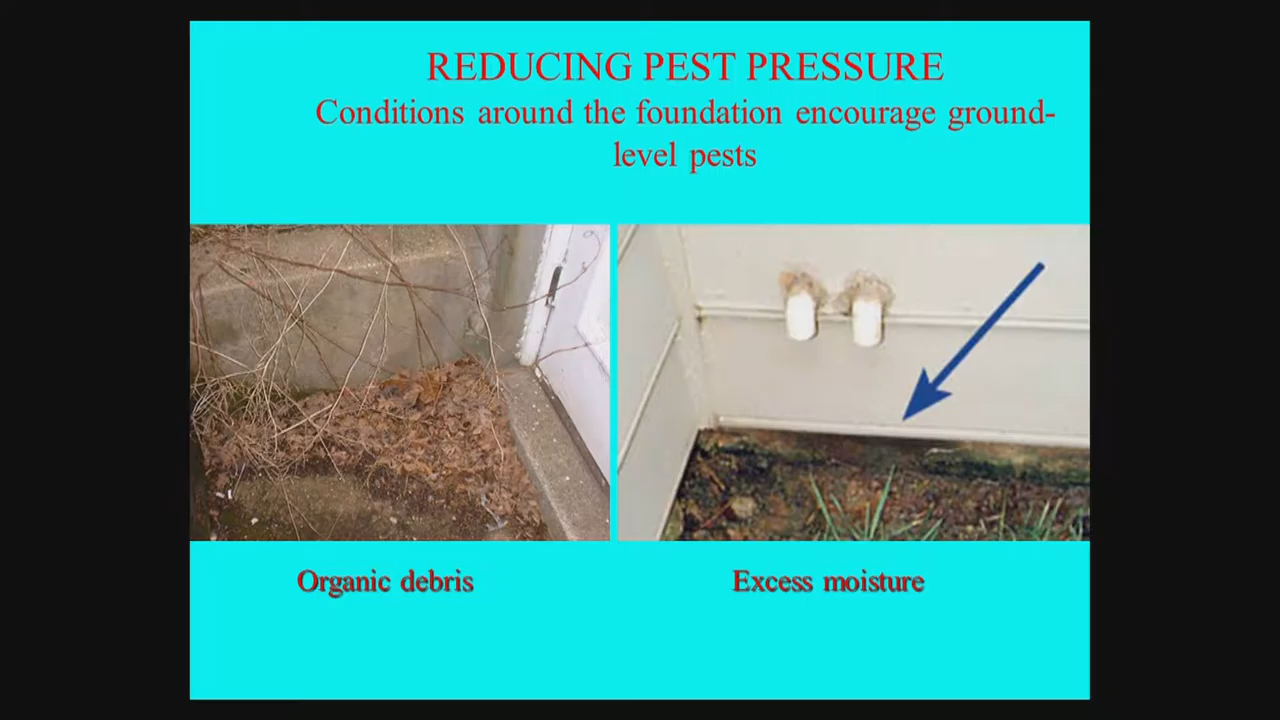 REDUCING PEST PRESSURE
Conditions around the foundation encourage ground-
level pests
Organic debris
Excess moisture